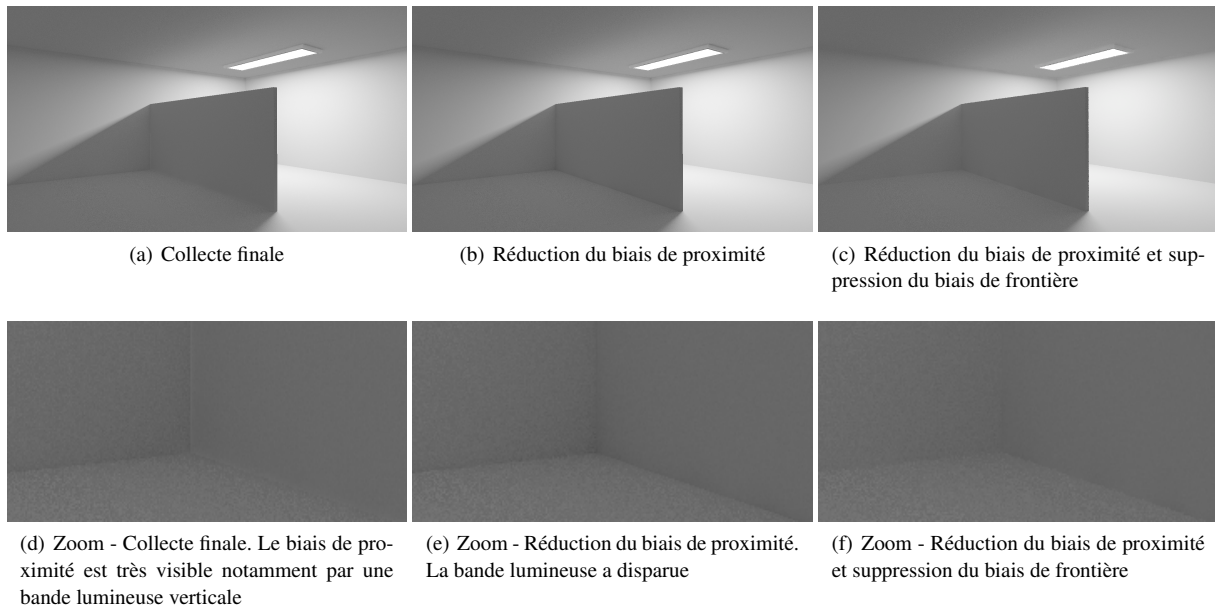 (a) Collecte finale
(b) Réduction du biais de proximité
(c) Réduction du biais de proximité et sup-
pression du biais de frontière
(d) Zoom - Collecte finale. Le biais de pro-
ximité est très visible notamment par une
bande lumineuse verticale
(e) Zoom - Réduction du biais de proximité.
La bande lumineuse a disparue
(f) Zoom - Réduction du biais de proximité
et suppression du biais de frontière